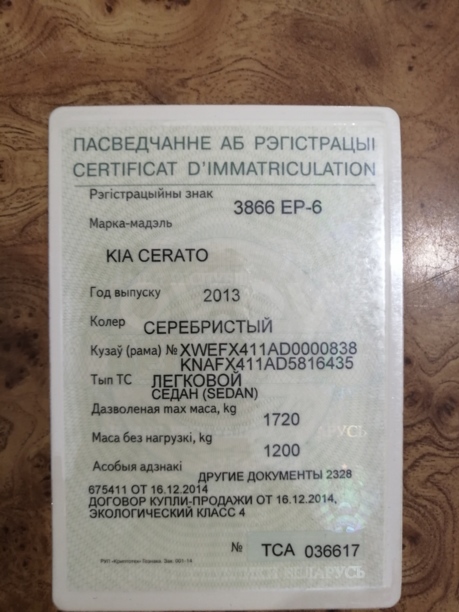 ПАСВЕДЧАННЕ АБ РЭГІСТРАЦЫІ
CERTIFICAT D'IMMATRICULATION
Рэгістрацыйны знак 3866 EP-6
Марка-мадэль
KIA CERATO
Год выпуску 2013
Колер СЕРЕБРИСТЫЙ
Кузаў (рама) № XWEFX411AD0000838
KNAFX411AD5816435
Тып ТС ЛЕГКОВОЙ
СЕДАН (SEDAN)
Дазволеная max маса, kg 1720
Маса без нагрузкі, kg 1200
Асобыя адзнакі ДРУГИЕ ДОКУМЕНТЫ 2328
675411 ОТ 16.12.2014
ДОГОВОР КУПЛИ-ПРОДАЖИ ОТ 16.12.2014,
ЭКОЛОГИЧЕСКИЙ КЛАСС 4
№ TCA 036617
БЕЛАРУСЬ